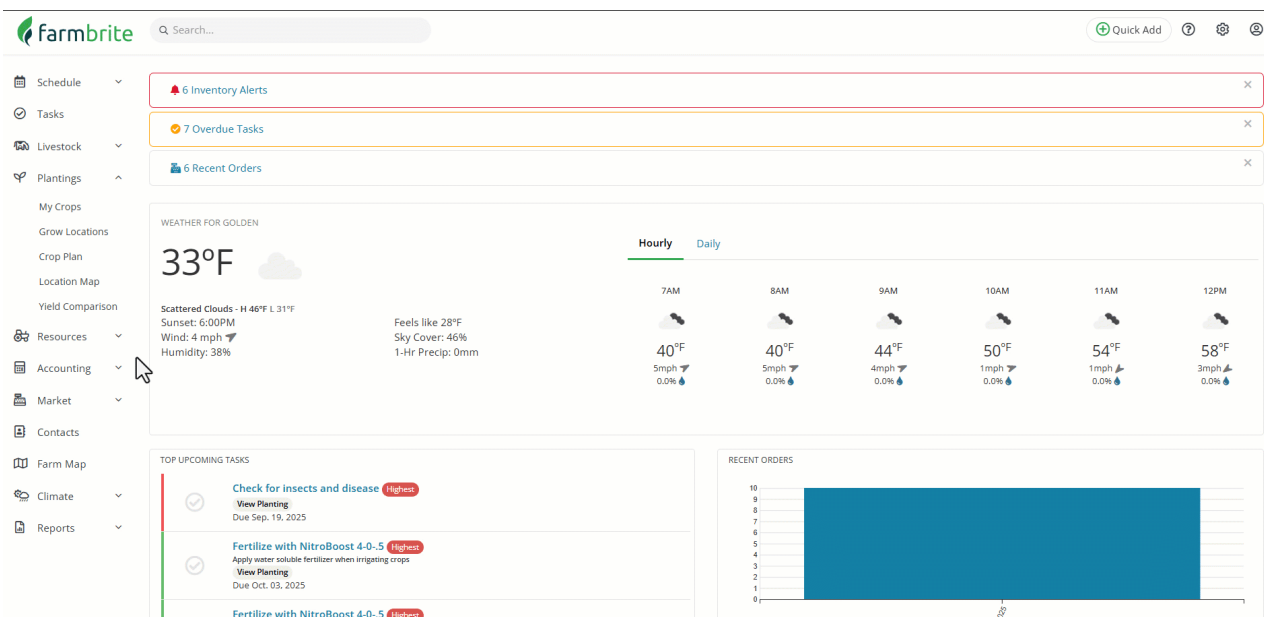 farmbrite
Search...
Quick Add
Schedule
Tasks
Livestock
Plantings
My Crops
Grow Locations
Crop Plan
Location Map
Yield Comparison
Resources
Accounting
Market
Contacts
Farm Map
Climate
Reports
6 Inventory Alerts
7 Overdue Tasks
6 Recent Orders
WEATHER FOR GOLDEN
33°F
Scattered Clouds - H 46°F L 31°F
Sunset: 6:00PM
Wind: 4 mph
Humidity: 38%
Feels like 28°F
Sky Cover: 46%
1-Hr Precip: 0mm
Hourly Daily
7AM 8AM 9AM 10AM 11AM 12PM
40°F 40°F 44°F 50°F 54°F 58°F
5mph 5mph 4mph 1mph 1mph 3mph
0.0% 0.0% 0.0% 0.0% 0.0% 0.0%
TOP UPCOMING TASKS
Check for insects and disease Highest
View Planting
Due Sep. 19, 2025
Fertilize with NitroBoost 4-0-.5 Highest
Apply water soluble fertilizer when irrigating crops
View Planting
Due Oct. 03, 2025
Fertilize with NitroBoost 4-0-.5 Highest
RECENT ORDERS
10
9
8
7
6
5
4
3
2
1
0